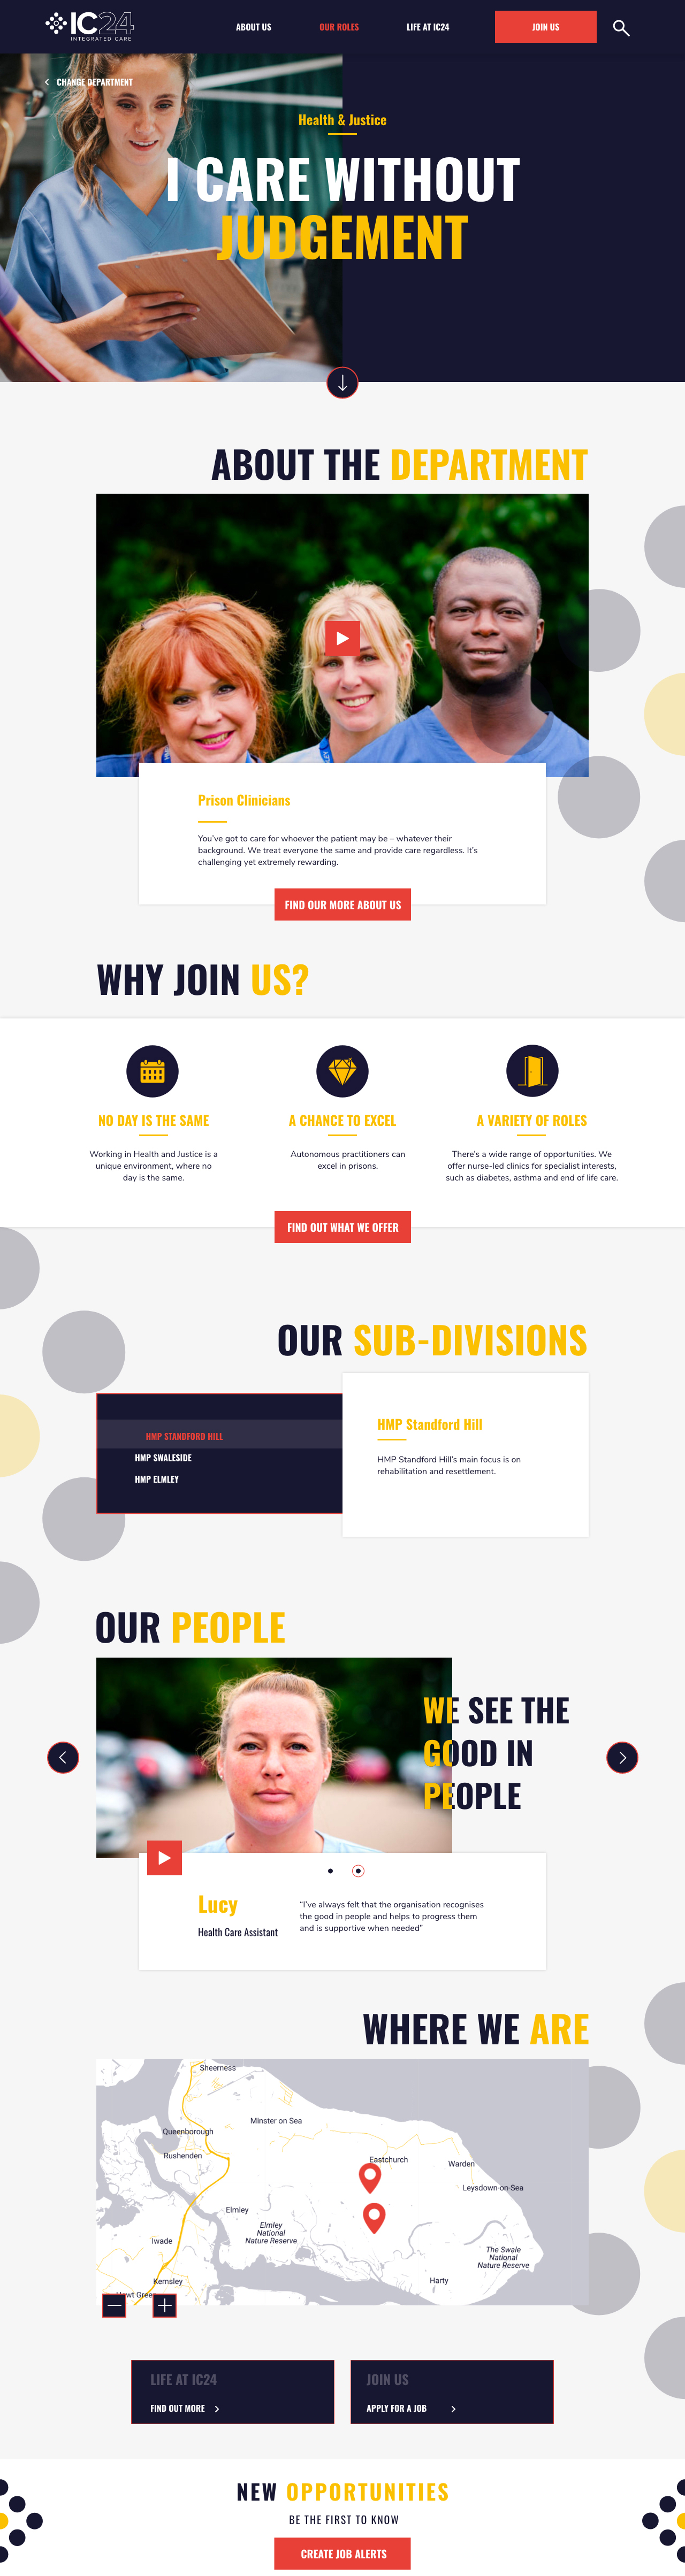 IC24
INTEGRATED CARE
ABOUT US
OUR ROLES
LIFE AT IC24
JOIN US
CHANGE DEPARTMENT
Health & Justice
I CARE WITHOUT
JUDGEMENT
ABOUT THE DEPARTMENT
Prison Clinicians
You've got to care for whoever the patient may be – whatever their
background. We treat everyone the same and provide care regardless. It's
challenging yet extremely rewarding.
FIND OUR MORE ABOUT US
WHY JOIN US?
NO DAY IS THE SAME
Working in Health and Justice is a
unique environment, where no
day is the same.
A CHANCE TO EXCEL
Autonomous practitioners can
excel in prisons.
A VARIETY OF ROLES
There's a wide range of opportunities. We
offer nurse-led clinics for specialist interests,
such as diabetes, asthma and end of life care.
FIND OUT WHAT WE OFFER
OUR SUB-DIVISIONS
HMP STANDFORD HILL
HMP SWALESIDE
HMP ELMLEY
HMP Standford Hill
HMP Standford Hill's main focus is on
rehabilitation and resettlement.
OUR PEOPLE
WE SEE THE
GOOD IN
PEOPLE
Lucy
Health Care Assistant
“I've always felt that the organisation recognises
the good in people and helps to progress them
and is supportive when needed”
WHERE WE ARE
Sheerness
Minster on Sea
Queenborough
Rushenden
Eastchurch
Warden
Leysdown-on-Sea
Elmley
Elmley
National
Nature Reserve
Iwade
The Swale
National
Nature Reserve
Kemsley
Harty
LIFE AT IC24
FIND OUT MORE
JOIN US
APPLY FOR A JOB
NEW OPPORTUNITIES
BE THE FIRST TO KNOW
CREATE JOB ALERTS